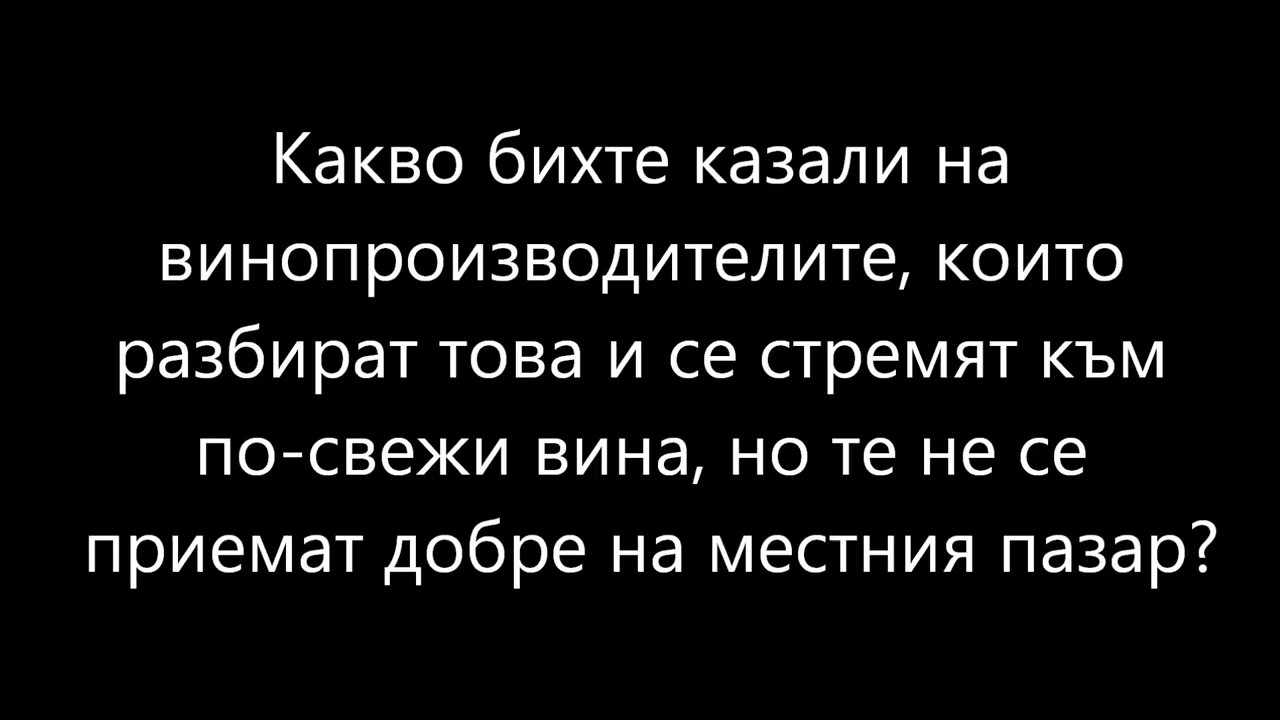 Какво бихте казали на
винопроизводителите, които
разбират това и се стремят към
по-свежи вина, но те не се
приемат добре на местния пазар?